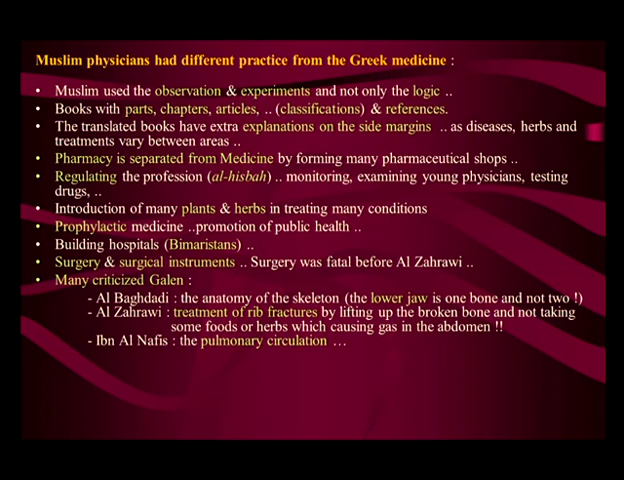 Muslim physicians had different practice from the Greek medicine :
• Muslim used the observation & experiments and not only the logic ..
• Books with parts, chapters, articles, .. (classifications) & references.
• The translated books have extra explanations on the side margins .. as diseases, herbs and
treatments vary between areas ..
• Pharmacy is separated from Medicine by forming many pharmaceutical shops ..
• Regulating the profession (al-hisbah) .. monitoring, examining young physicians, testing
drugs, ..
• Introduction of many plants & herbs in treating many conditions
• Prophylactic medicine ..promotion of public health ..
• Building hospitals (Bimaristans) ..
• Surgery & surgical instruments .. Surgery was fatal before Al Zahrawi ..
• Many criticized Galen :
- Al Baghdadi : the anatomy of the skeleton (the lower jaw is one bone and not two !)
- Al Zahrawi : treatment of rib fractures by lifting up the broken bone and not taking
some foods or herbs which causing gas in the abdomen !!
- Ibn Al Nafis : the pulmonary circulation …